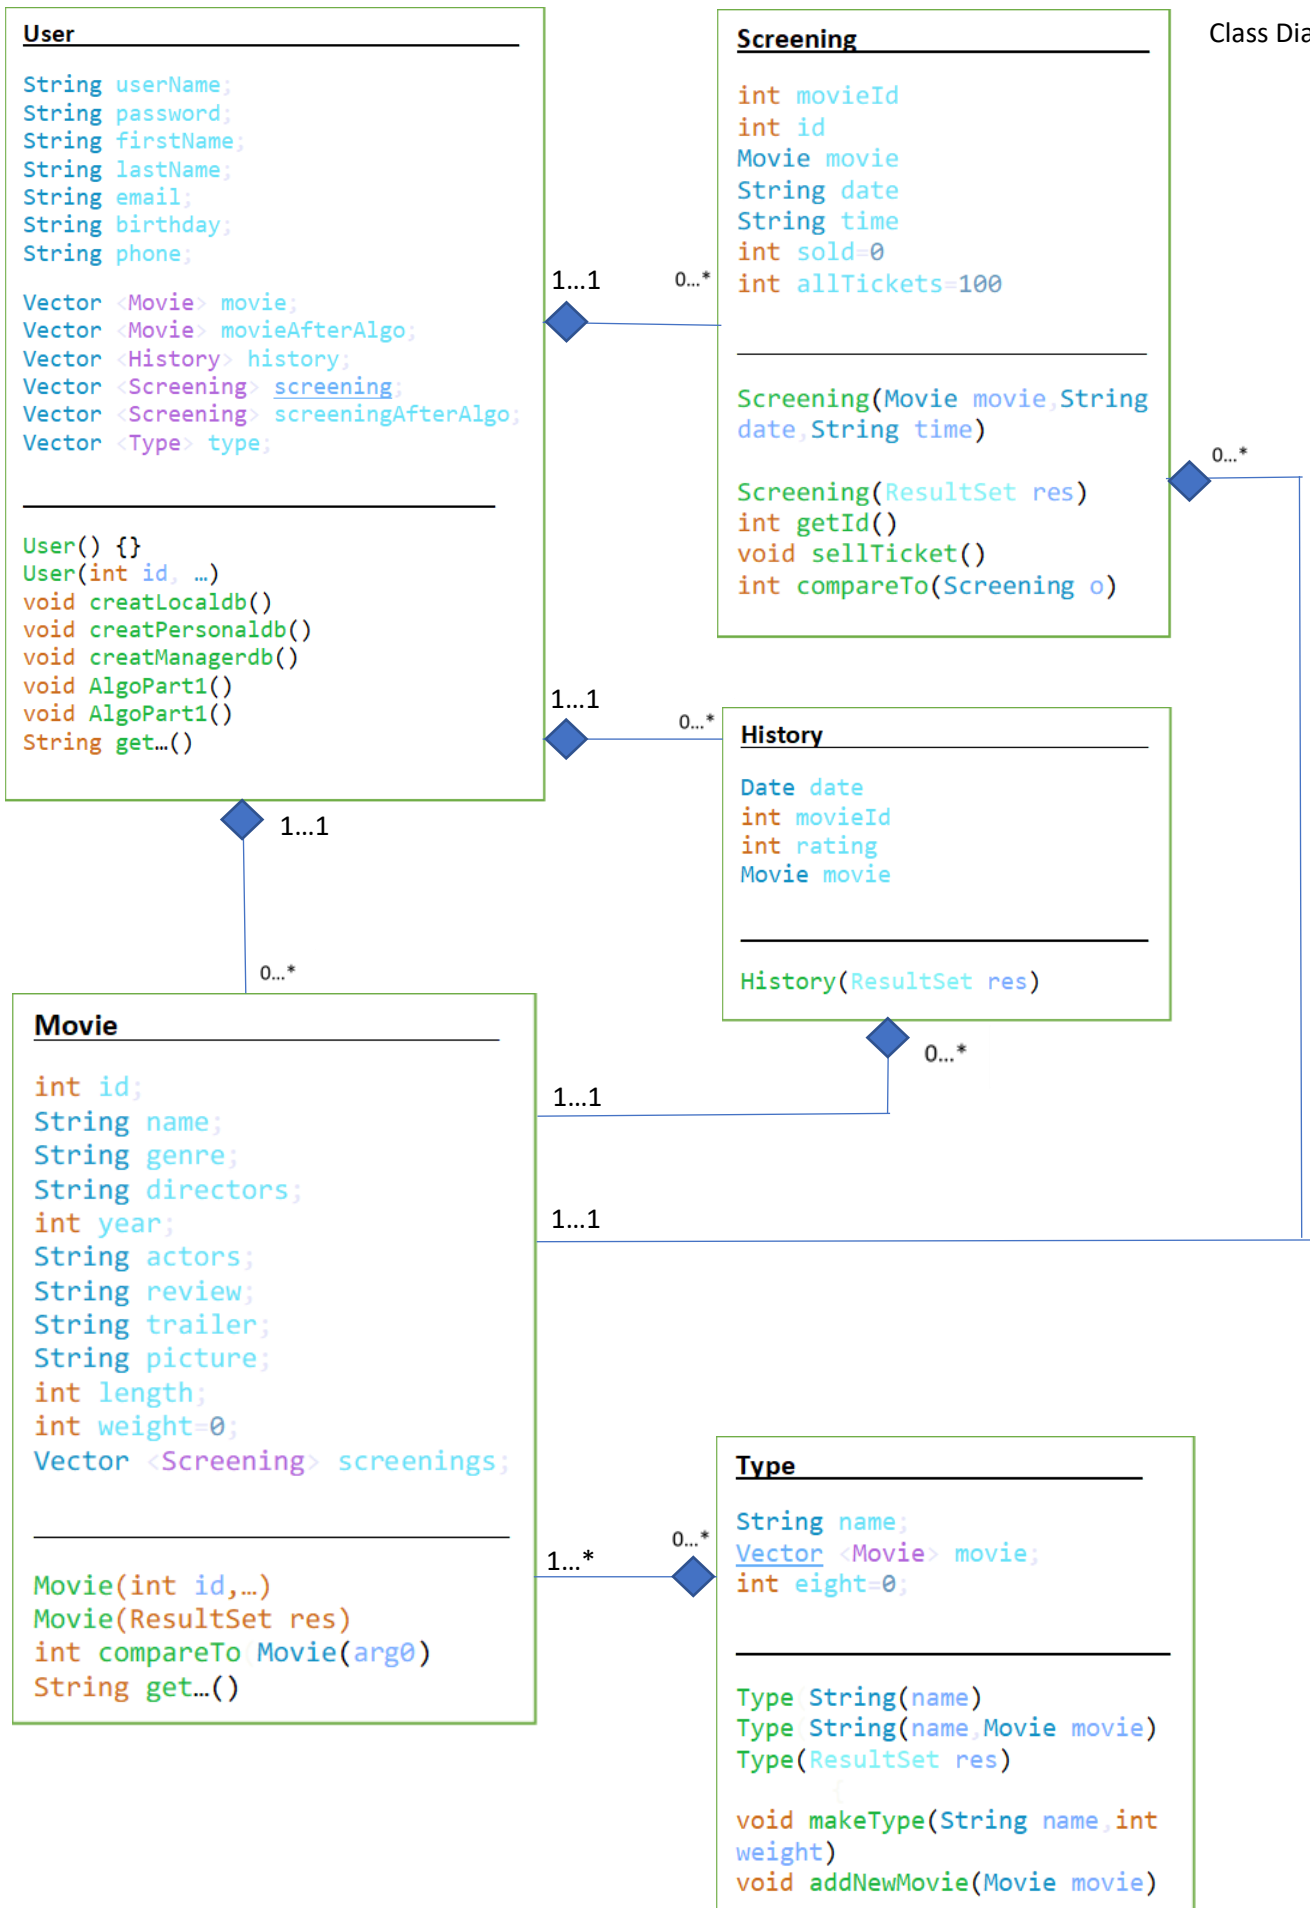 User
String userName;
String password;
String firstName;
String lastName;
String email;
String birthday;
String phone;
Vector <Movie> movie;
Vector <Movie> movieAfterAlgo;
Vector <History> history;
Vector <Screening> screening;
Vector <Screening> screeningAfterAlgo;
Vector <Type> type;
User() {}
User(int id, …)
void creatLocaldb()
void creatPersonaldb()
void creatManagerdb()
void AlgoPart1()
void AlgoPart1()
String get…()
1…1
0…*
Screening
int movieId
int id
Movie movie
String date
String time
int sold=0
int allTickets=100
Screening(Movie movie,String
date,String time)
Screening(ResultSet res)
int getId()
void sellTicket()
int compareTo(Screening o)
Class Dia
0…*
1…1
0…*
History
Date date
int movieId
int rating
Movie movie
History(ResultSet res)
0…*
1…1
0…*
Movie
int id;
String name;
String genre;
String directors;
int year;
String actors;
String review;
String trailer;
String picture;
int length;
int weight=0;
Vector <Screening> screenings;
Movie(int id,…)
Movie(ResultSet res)
int compareTo Movie(arg0)
String get…()
1…1
1…1
1…*
0…*
Type
String name;
Vector <Movie> movie;
int eight=0;
Type String(name)
Type String(name,Movie movie)
Type(ResultSet res)
void makeType(String name,int
weight)
void addNewMovie(Movie movie)